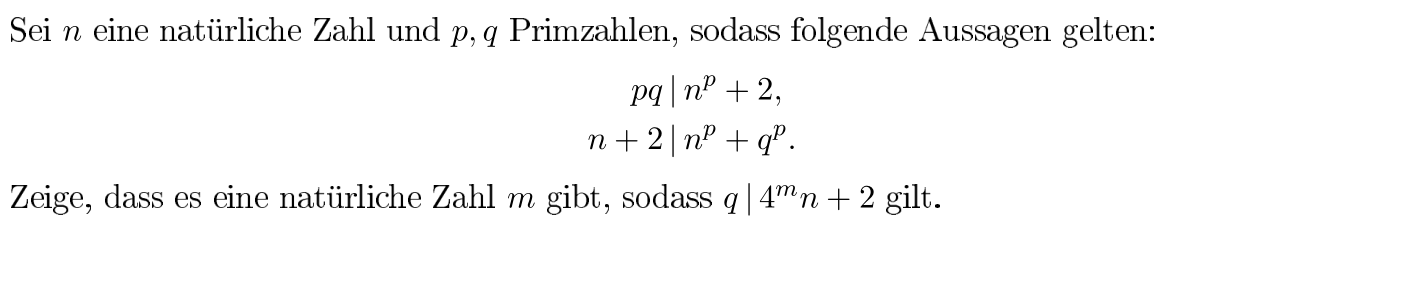 Sei n eine natürliche Zahl und p, q Primzahlen, sodass folgende Aussagen gelten:
pq | n^p + 2,
n + 2 | n^p + q^p.
Zeige, dass es eine natürliche Zahl m gibt, sodass q | 4^m n + 2 gilt.